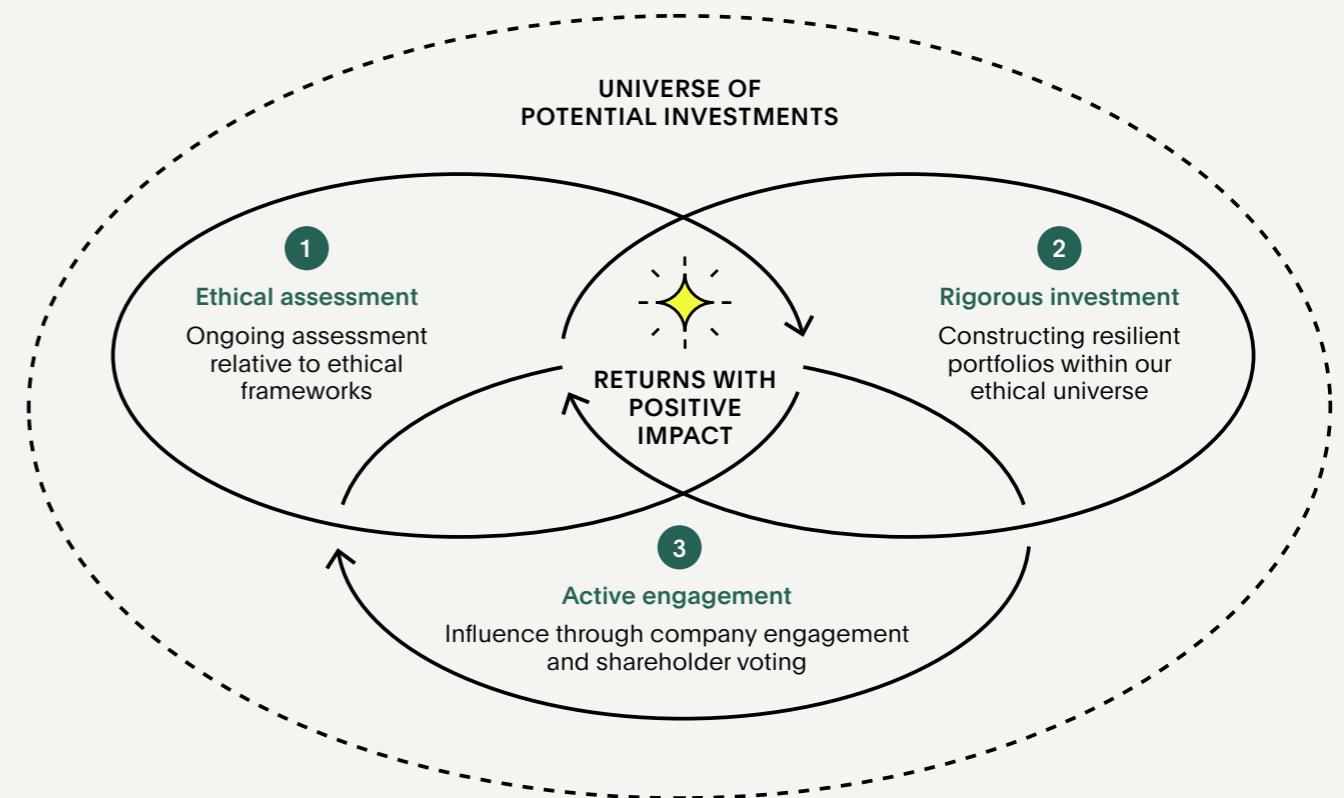 UNIVERSE OF
POTENTIAL INVESTMENTS
1
Ethical assessment
Ongoing assessment
relative to ethical
frameworks
2
Rigorous investment
Constructing resilient
portfolios within our
ethical universe
RETURNS WITH
POSITIVE
IMPACT
3
Active engagement
Influence through company engagement
and shareholder voting